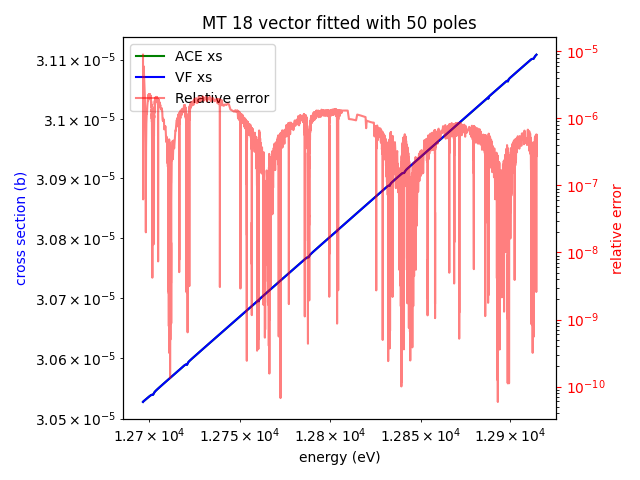 MT 18 vector fitted with 50 poles
ACE xs
VF xs
Relative error
3.11 × 10⁻⁵
3.1 × 10⁻⁵
3.09 × 10⁻⁵
3.08 × 10⁻⁵
3.07 × 10⁻⁵
3.06 × 10⁻⁵
3.05 × 10⁻⁵
cross section (b)
10⁻⁵
10⁻⁶
10⁻⁷
10⁻⁸
10⁻⁹
10⁻¹⁰
relative error
1.27 × 10⁴ 1.275 × 10⁴ 1.28 × 10⁴ 1.285 × 10⁴ 1.29 × 10⁴
energy (eV)